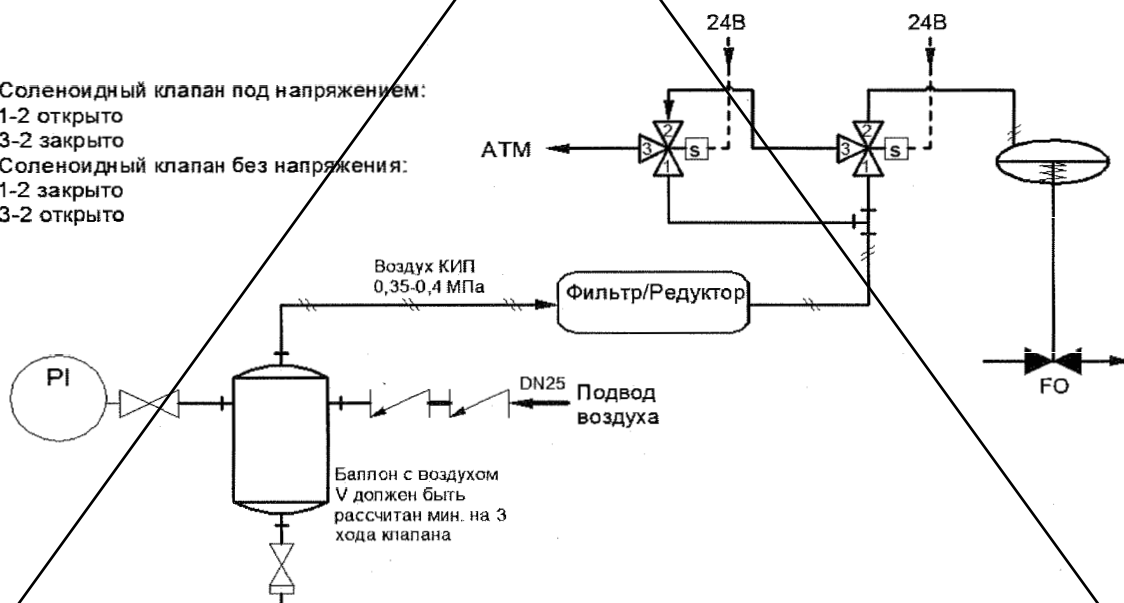 24В
24В
Соленоидный клапан под напряжением:
1-2 открыто
3-2 закрыто
Соленоидный клапан без напряжения:
1-2 закрыто
3-2 открыто
АТМ
2
3
S
1
2
3
S
1
Воздух КИП
0,35-0,4 МПа
Фильтр/Редуктор
PI
DN25
Подвод
воздуха
FO
Баллон с воздухом
V должен быть
рассчитан мин. на 3
хода клапана